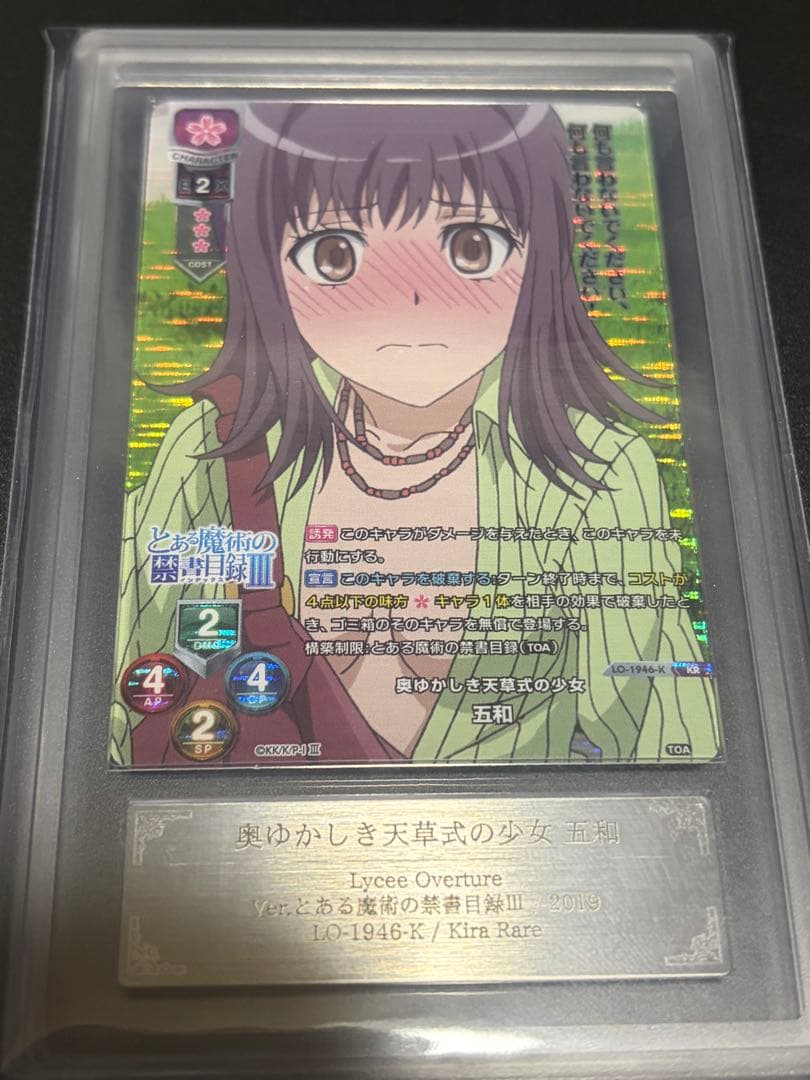 CHARACTER
EX 2
COST
何も言わないでください、
何も言わないでください…
とある魔術の
禁書目録Ⅲ
インデックス
誘発 このキャラがダメージを与えたとき、このキャラを未
行動にする。
宣言 このキャラを破棄する:ターン終了時まで、コストが
4点以下の味方 キャラ1体を相手の効果で破棄したと
き、ゴミ箱のそのキャラを無償で登場する。
構築制限:とある魔術の禁書目録(TOA)
2
DMG
4
AP
4
DP
2
SP
LO-1946-K KR
奥ゆかしき天草式の少女
五和
©KK/K/P-J Ⅲ
TOA
奥ゆかしき天草式の少女 五和
Lycee Overture
Ver.とある魔術の禁書目録Ⅲ / 2019
LO-1946-K / Kira Rare